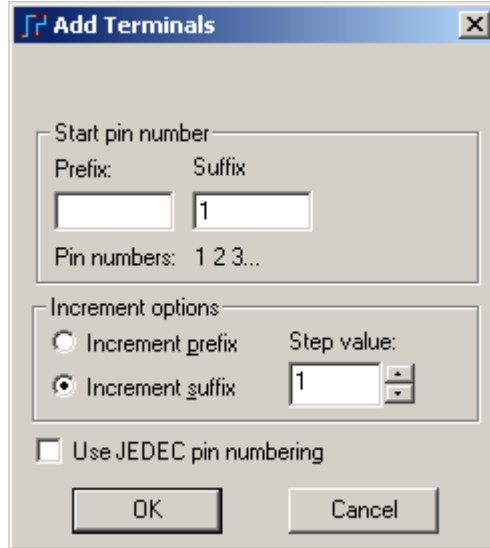 Add Terminals
Start pin number
Prefix: Suffix
1
Pin numbers: 1 2 3...
Increment options
Increment prefix Step value:
Increment suffix 1
Use JEDEC pin numbering
OK Cancel